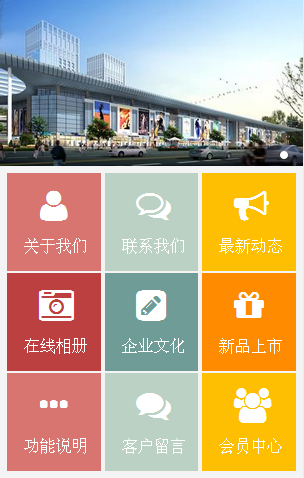 关于我们
联系我们
最新动态
在线相册
企业文化
新品上市
功能说明
客户留言
会员中心